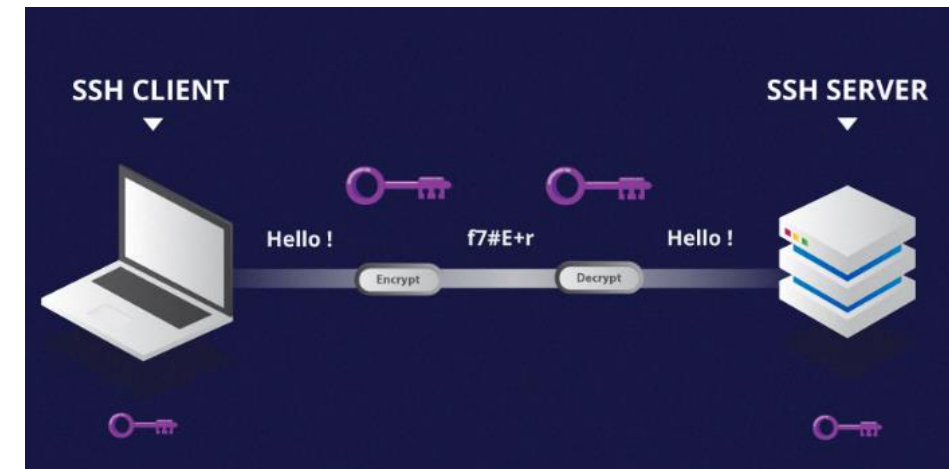 SSH CLIENT
SSH SERVER
Hello !
f7#E+r
Hello !
Encrypt
Decrypt